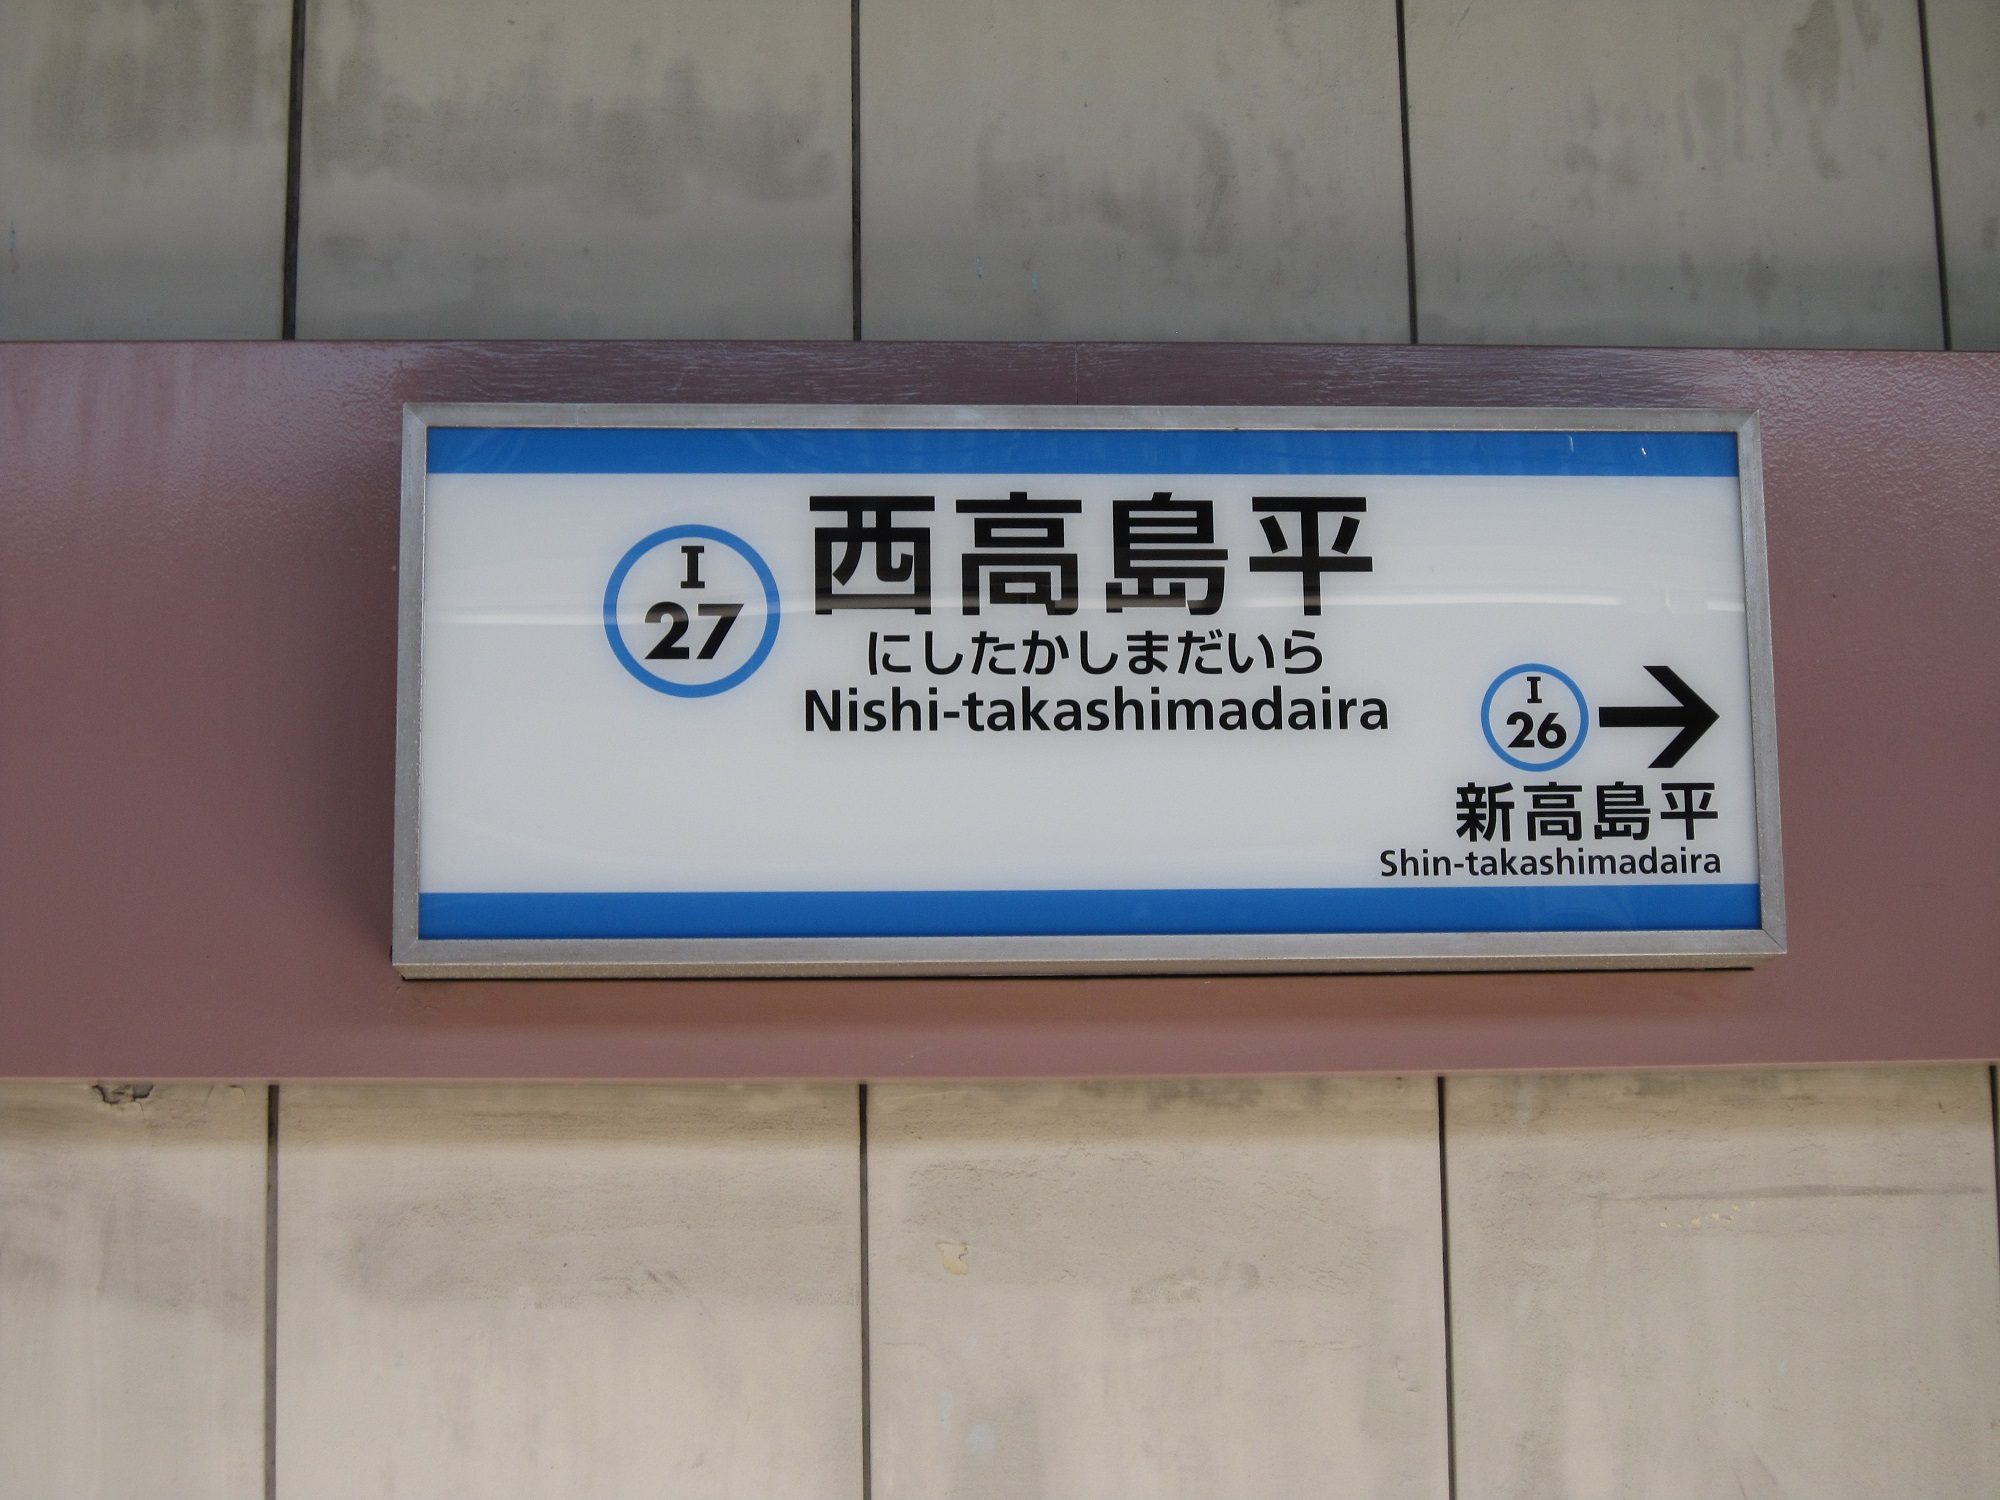 I
27
西高島平
にしたかしまだいら
Nishi-takashimadaira
I
26
→
新高島平
Shin-takashimadaira